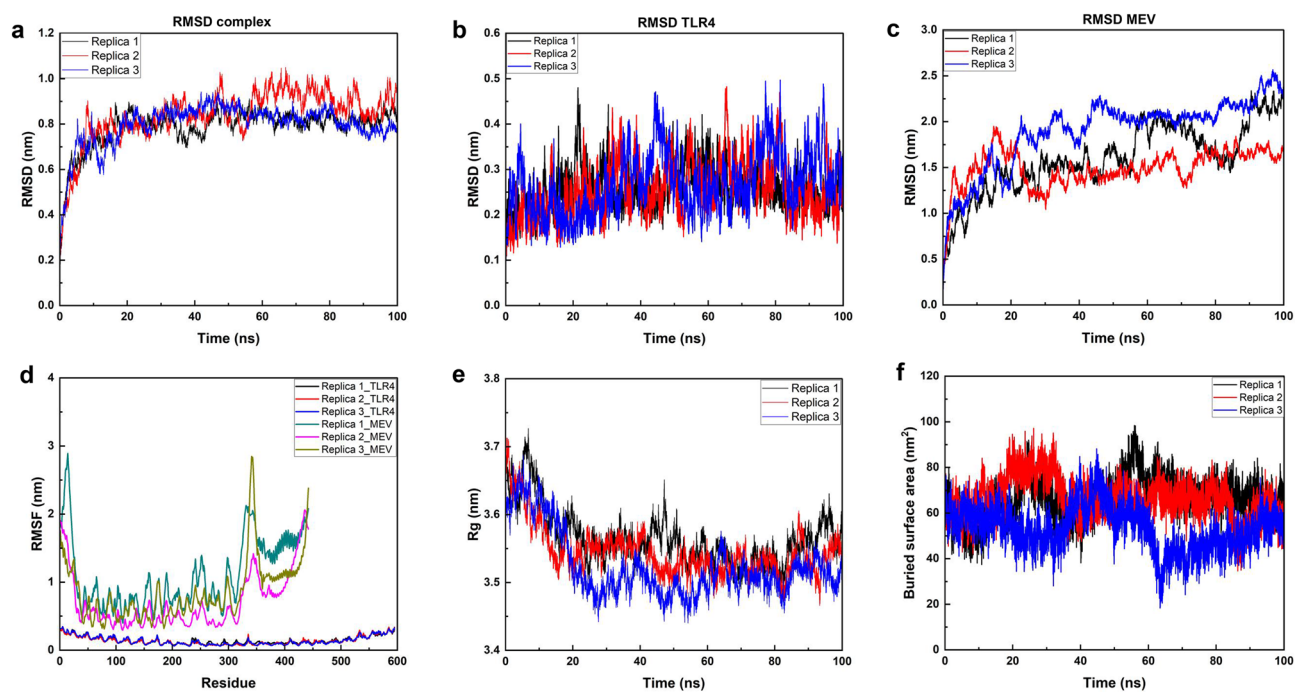 RMSD complex
a
Replica 1
Replica 2
Replica 3
RMSD (nm)
1.2
1.0
0.8
0.6
0.4
0.2
0.0
0 20 40 60 80 100
Time (ns)
RMSD TLR4
b
Replica 1
Replica 2
Replica 3
RMSD (nm)
0.6
0.5
0.4
0.3
0.2
0.1
0.0
0 20 40 60 80 100
Time (ns)
RMSD MEV
c
Replica 1
Replica 2
Replica 3
RMSD (nm)
3.0
2.5
2.0
1.5
1.0
0.5
0.0
0 20 40 60 80 100
Time (ns)
d
Replica 1_TLR4
Replica 2_TLR4
Replica 3_TLR4
Replica 1_MEV
Replica 2_MEV
Replica 3_MEV
RMSF (nm)
4
3
2
1
0
0 100 200 300 400 500 600
Residue
e
Replica 1
Replica 2
Replica 3
Rg (nm)
3.8
3.7
3.6
3.5
3.4
0 20 40 60 80 100
Time (ns)
f
Replica 1
Replica 2
Replica 3
Buried surface area (nm²)
120
100
80
60
40
20
0
0 20 40 60 80 100
Time (ns)